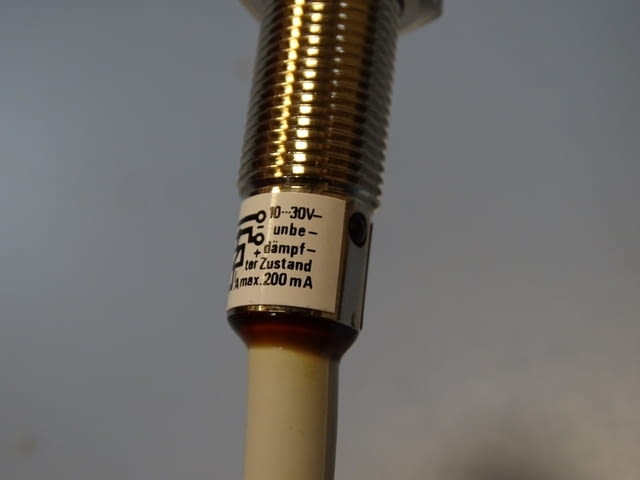 10···30V–
unbe–
+ dämpf–
ter Zustand
A max. 200 mA